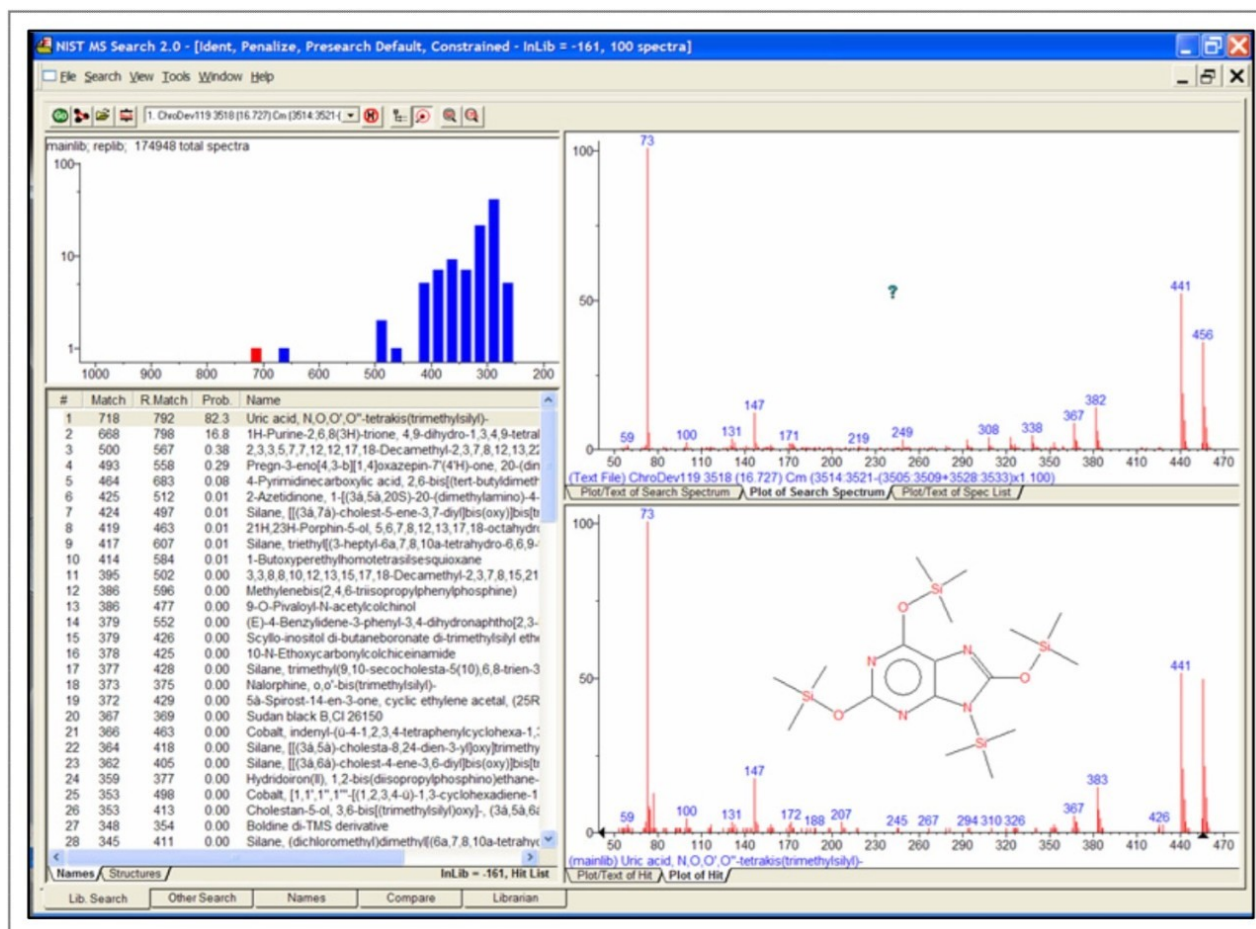 NIST MS Search 2.0 - [Ident, Penalize, Presearch Default, Constrained - InLib = -161, 100 spectra]
File Search View Tools Window Help
1. ChroDev119 3518 (16.727) Cm (3514:3521-(
mainlib; replib; 174948 total spectra
100
10
1
1000 900 800 700 600 500 400 300 200
# Match R.Match Prob. Name
1 718 792 82.3 Uric acid, N,O,O',O''-tetrakis(trimethylsilyl)-
2 668 798 16.8 1H-Purine-2,6,8(3H)-trione, 4,9-dihydro-1,3,4,9-tetral
3 500 567 0.38 2,3,3,5,7,7,12,12,17,18-Decamethyl-2,3,7,8,12,13,22
4 493 558 0.29 Pregn-3-eno[4,3-b][1,4]oxazepin-7'(4'H)-one, 20-(din
5 464 683 0.08 4-Pyrimidinecarboxylic acid, 2,6-bis[(tert-butyldimeth
6 425 512 0.01 2-Azetidinone, 1-[(3á,5à,20S)-20-(dimethylamino)-4-
7 424 497 0.01 Silane, [[(3á,7á)-cholest-5-ene-3,7-diyl]bis(oxy)]bis[tr
8 419 463 0.01 21H,23H-Porphin-5-ol, 5,6,7,8,12,13,17,18-octahydr
9 417 607 0.01 Silane, triethyl[(3-heptyl-6a,7,8,10a-tetrahydro-6,6,9-
10 414 584 0.01 1-Butoxyperethylhomotetrasilsesquioxane
11 395 502 0.00 3,3,8,8,10,12,13,15,17,18-Decamethyl-2,3,7,8,15,21
12 386 596 0.00 Methylenebis(2,4,6-triisopropylphenylphosphine)
13 386 477 0.00 9-O-Pivaloyl-N-acetylcolchinol
14 379 552 0.00 (E)-4-Benzylidene-3-phenyl-3,4-dihydronaphtho[2,3-
15 379 426 0.00 Scyllo-inositol di-butaneboronate di-trimethylsilyl ethe
16 378 425 0.00 10-N-Ethoxycarbonylcolchiceinamide
17 377 428 0.00 Silane, trimethyl(9,10-secocholesta-5(10),6,8-trien-3
18 373 375 0.00 Nalorphine, o,o'-bis(trimethylsilyl)-
19 372 429 0.00 5à-Spirost-14-en-3-one, cyclic ethylene acetal, (25R
20 367 369 0.00 Sudan black B,CI 26150
21 366 463 0.00 Cobalt, indenyl-(ü-4-1,2,3,4-tetraphenylcyclohexa-1,3
22 364 418 0.00 Silane, [[(3á,5à)-cholesta-8,24-dien-3-yl]oxy]trimethy
23 362 405 0.00 Silane, [[(3á,6á)-cholest-4-ene-3,6-diyl]bis(oxy)]bis[tr
24 359 377 0.00 Hydridoiron(II), 1,2-bis(diisopropylphosphino)ethane-
25 353 498 0.00 Cobalt, [1,1',1'',1'''-[(1,2,3,4-ü)-1,3-cyclohexadiene-1
26 353 413 0.00 Cholestan-5-ol, 3,6-bis[(trimethylsilyl)oxy]-, (3á,5à,6á
27 348 354 0.00 Boldine di-TMS derivative
28 345 411 0.00 Silane, (dichloromethyl)dimethyl[(6a,7,8,10a-tetrahyd
Names Structures InLib = -161, Hit List
Lib. Search Other Search Names Compare Librarian
100
50
0
73
441
456
382
367
338
308
249
219
171
147
131
100
59
?
50 80 110 140 170 200 230 260 290 320 350 380 410 440 470
(Text File) ChroDev119 3518 (16.727) Cm (3514:3521-(3505:3509+3528:3533)x1.100)
Plot/Text of Search Spectrum Plot of Search Spectrum Plot/Text of Spec List
100
50
0
73
441
383
147
59 100 131 172 188 207 245 267 294 310 326 367 426
Si
O
Si
N
N
O
Si
O
N
N
Si
50 80 110 140 170 200 230 260 290 320 350 380 410 440 470
(mainlib) Uric acid, N,O,O',O''-tetrakis(trimethylsilyl)-
Plot/Text of Hit Plot of Hit